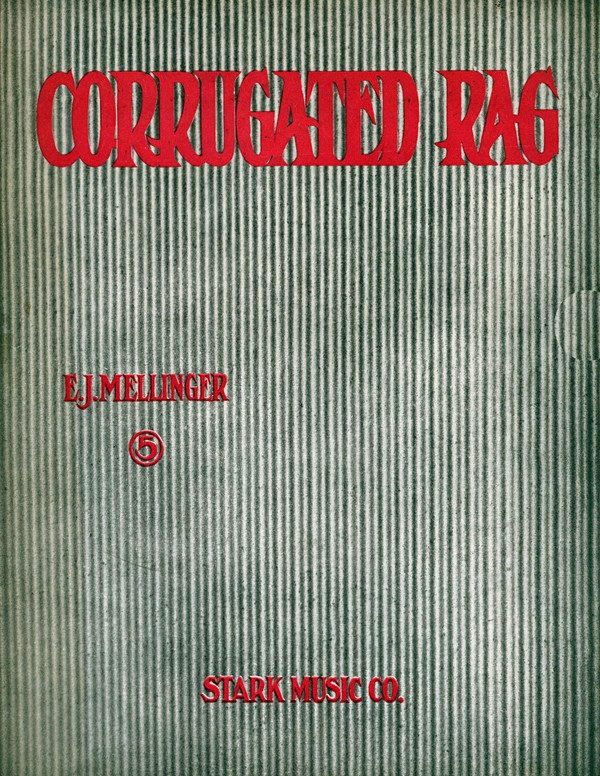 CORRUGATED RAG
E.J. MELLINGER
5
STARK MUSIC CO.